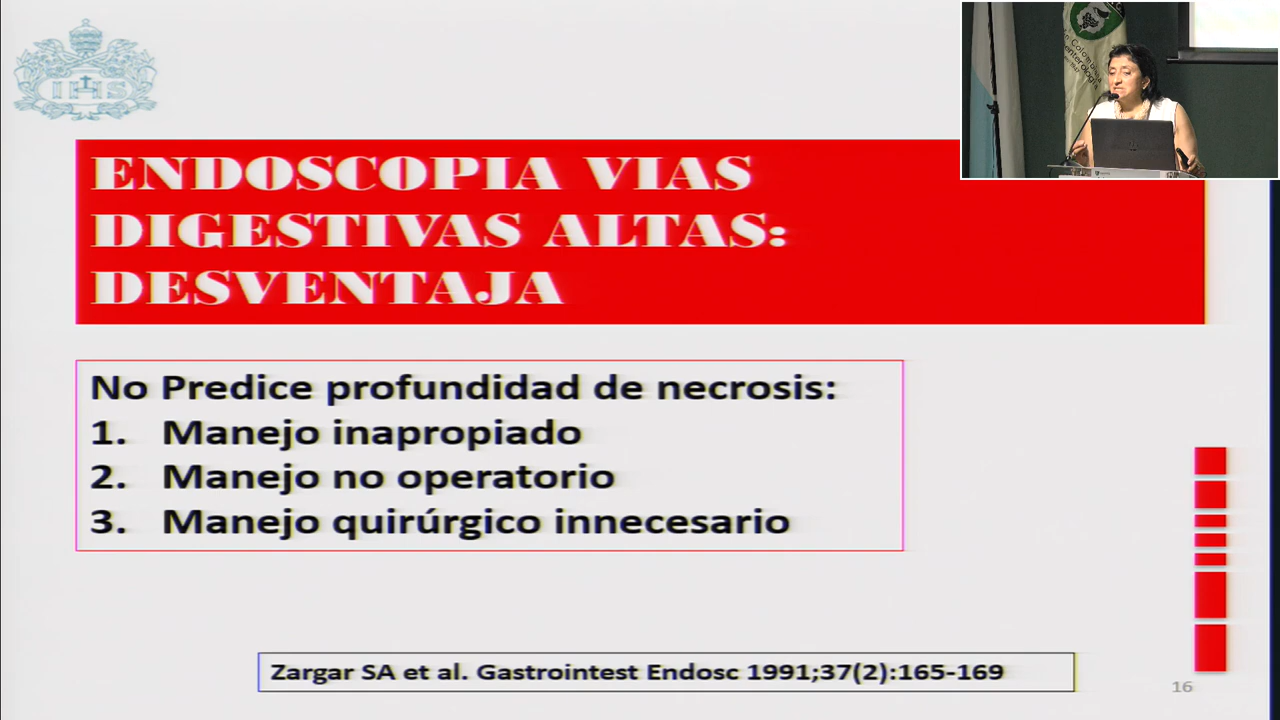 IHS
ENDOSCOPIA VIAS
DIGESTIVAS ALTAS:
DESVENTAJA
No Predice profundidad de necrosis:
1. Manejo inapropiado
2. Manejo no operatorio
3. Manejo quirúrgico innecesario
Zargar SA et al. Gastrointest Endosc 1991;37(2):165-169
16